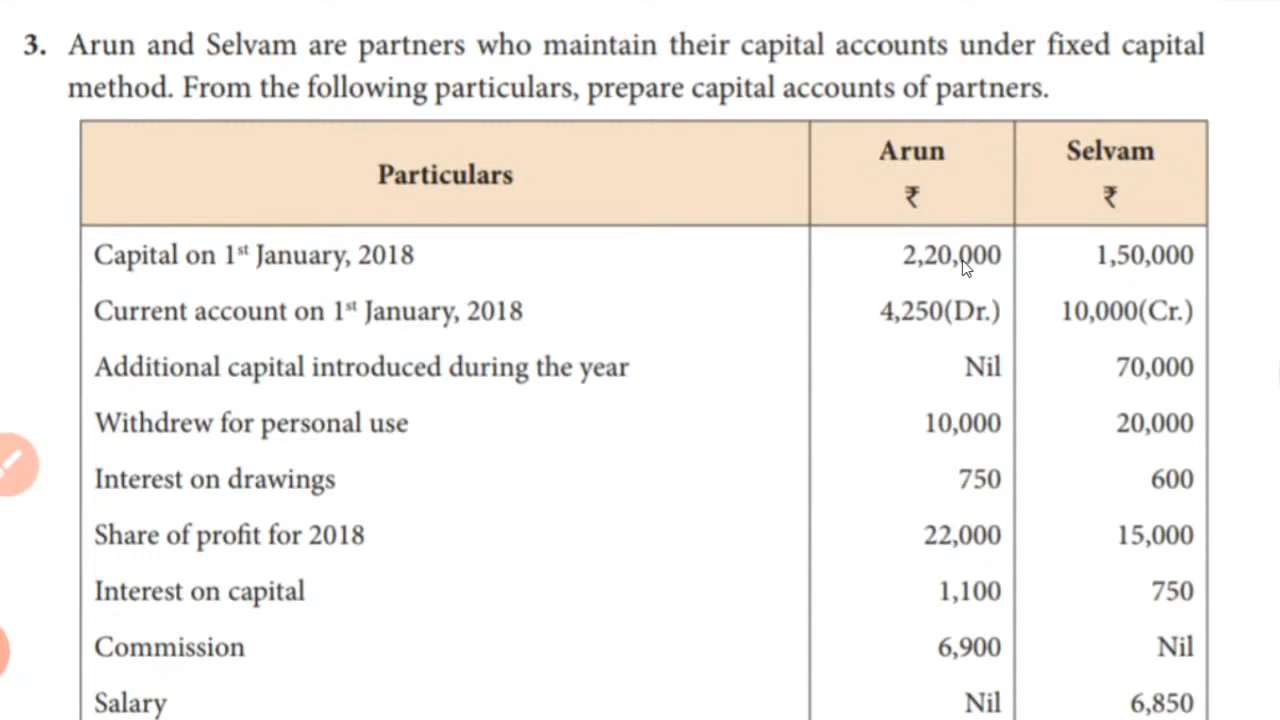 3. Arun and Selvam are partners who maintain their capital accounts under fixed capital
method. From the following particulars, prepare capital accounts of partners.
Particulars Arun ₹ Selvam ₹
Capital on 1st January, 2018 2,20,000 1,50,000
Current account on 1st January, 2018 4,250(Dr.) 10,000(Cr.)
Additional capital introduced during the year Nil 70,000
Withdrew for personal use 10,000 20,000
Interest on drawings 750 600
Share of profit for 2018 22,000 15,000
Interest on capital 1,100 750
Commission 6,900 Nil
Salary Nil 6,850